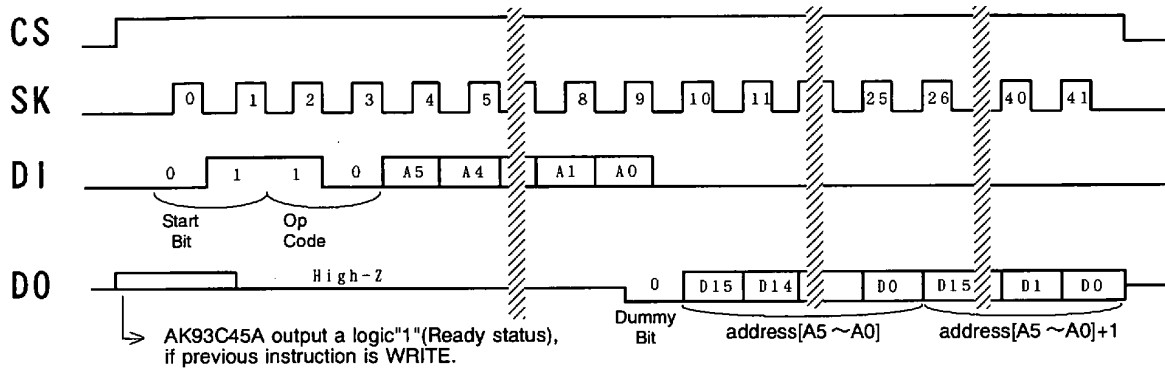 CS
SK
0 1 2 3 4 5 8 9 10 11 25 26 40 41
DI
0 1 1 0 A5 A4 A1 A0
Start
Bit
Op
Code
DO
High-Z
0 D15 D14 D0 D15 D1 D0
AK93C45A output a logic"1"(Ready status),
if previous instruction is WRITE.
Dummy
Bit
address[A5 ~A0]
address[A5 ~A0]+1